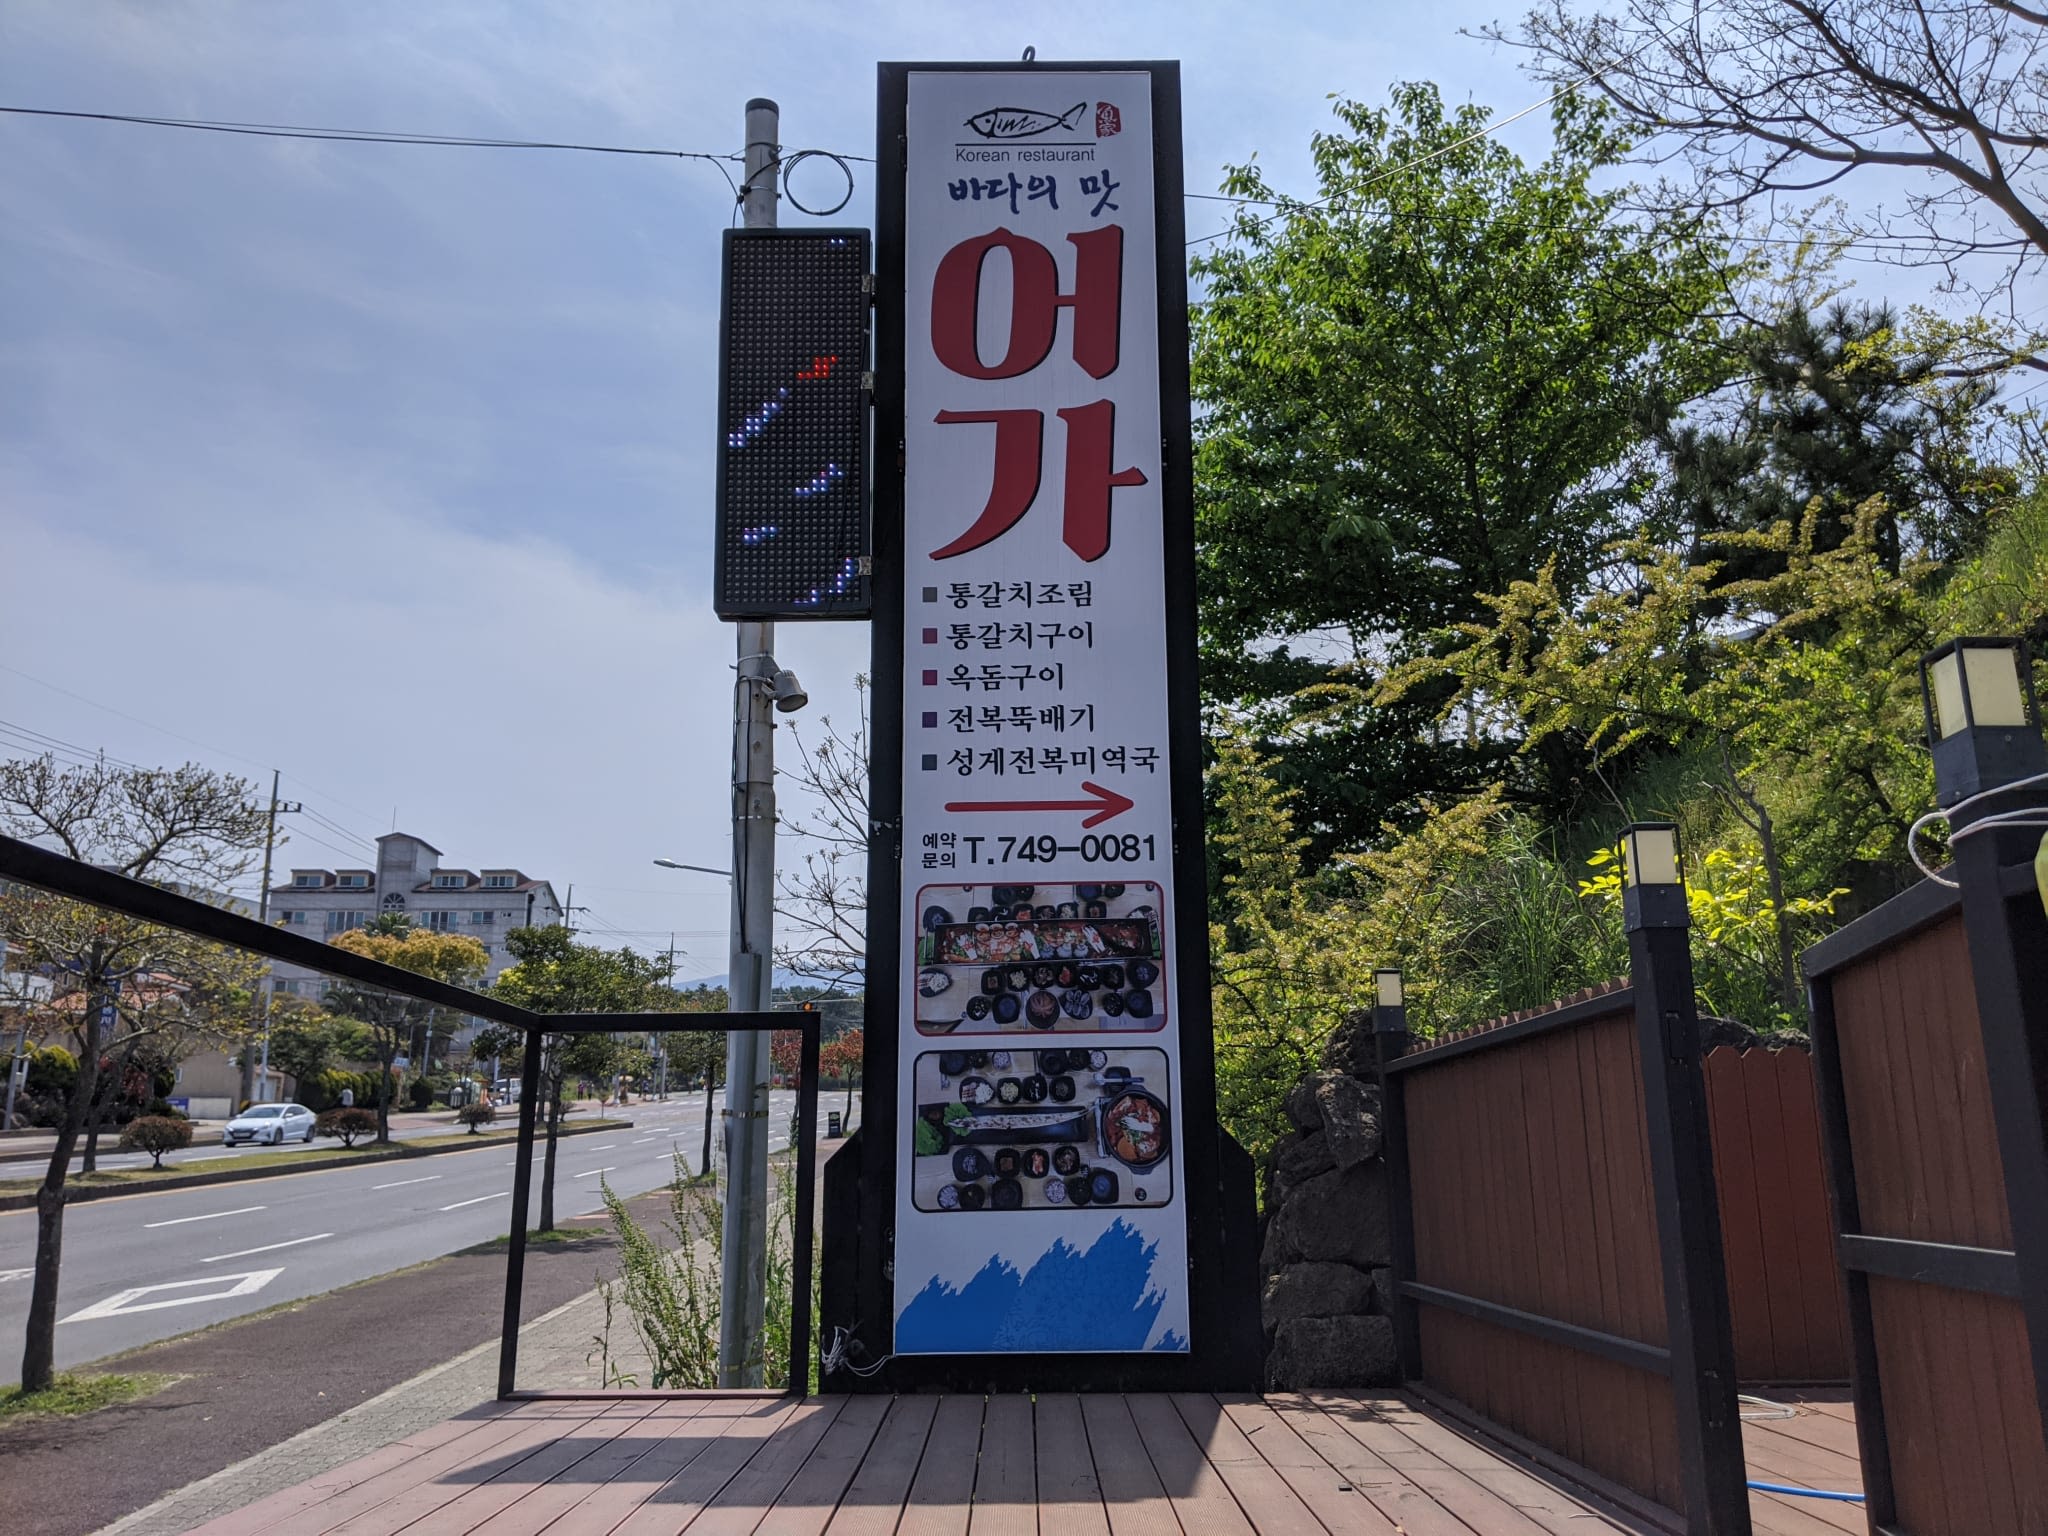 魚家
Korean restaurant
바다의 맛
어
가
통갈치조림
통갈치구이
옥돔구이
전복뚝배기
성게전복미역국
예약
문의 T.749-0081